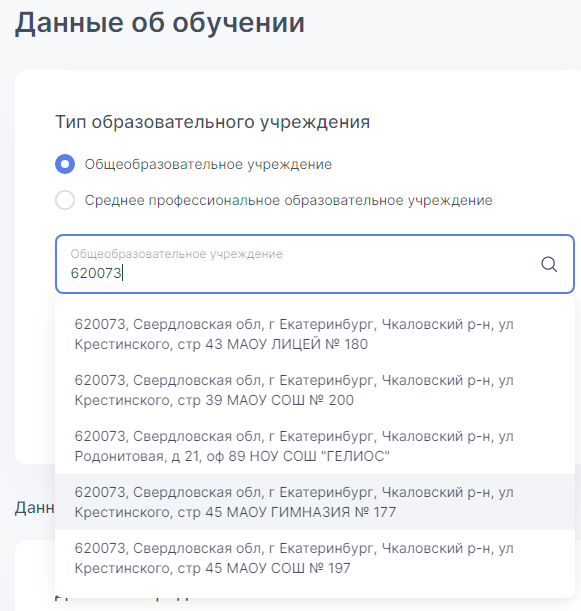 Данные об обучении
Тип образовательного учреждения
Общеобразовательное учреждение
Среднее профессиональное образовательное учреждение
Общеобразовательное учреждение
620073
620073, Свердловская обл, г Екатеринбург, Чкаловский р-н, ул
Крестинского, стр 43 МАОУ ЛИЦЕЙ № 180
620073, Свердловская обл, г Екатеринбург, Чкаловский р-н, ул
Крестинского, стр 39 МАОУ СОШ № 200
620073, Свердловская обл, г Екатеринбург, Чкаловский р-н, ул
Родонитовая, д 21, оф 89 НОУ СОШ "ГЕЛИОС"
620073, Свердловская обл, г Екатеринбург, Чкаловский р-н, ул
Крестинского, стр 45 МАОУ ГИМНАЗИЯ № 177
Данн
620073, Свердловская обл, г Екатеринбург, Чкаловский р-н, ул
Крестинского, стр 45 МАОУ СОШ № 197